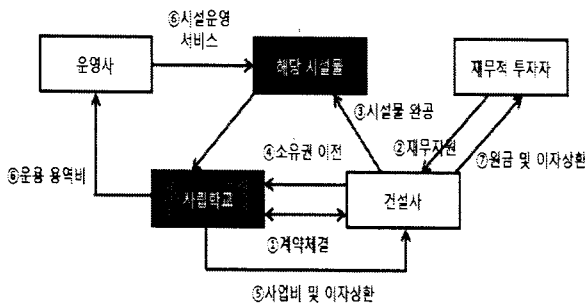 ⑥시설운영
서비스
운영사
해당 시설물
재무적 투자자
③시설물 완공
④소유권 이전
②재무자원
⑦원금 및 이자상환
⑧운용 용역비
사립학교
건설사
①계약체결
⑤사업비 및 이자상환